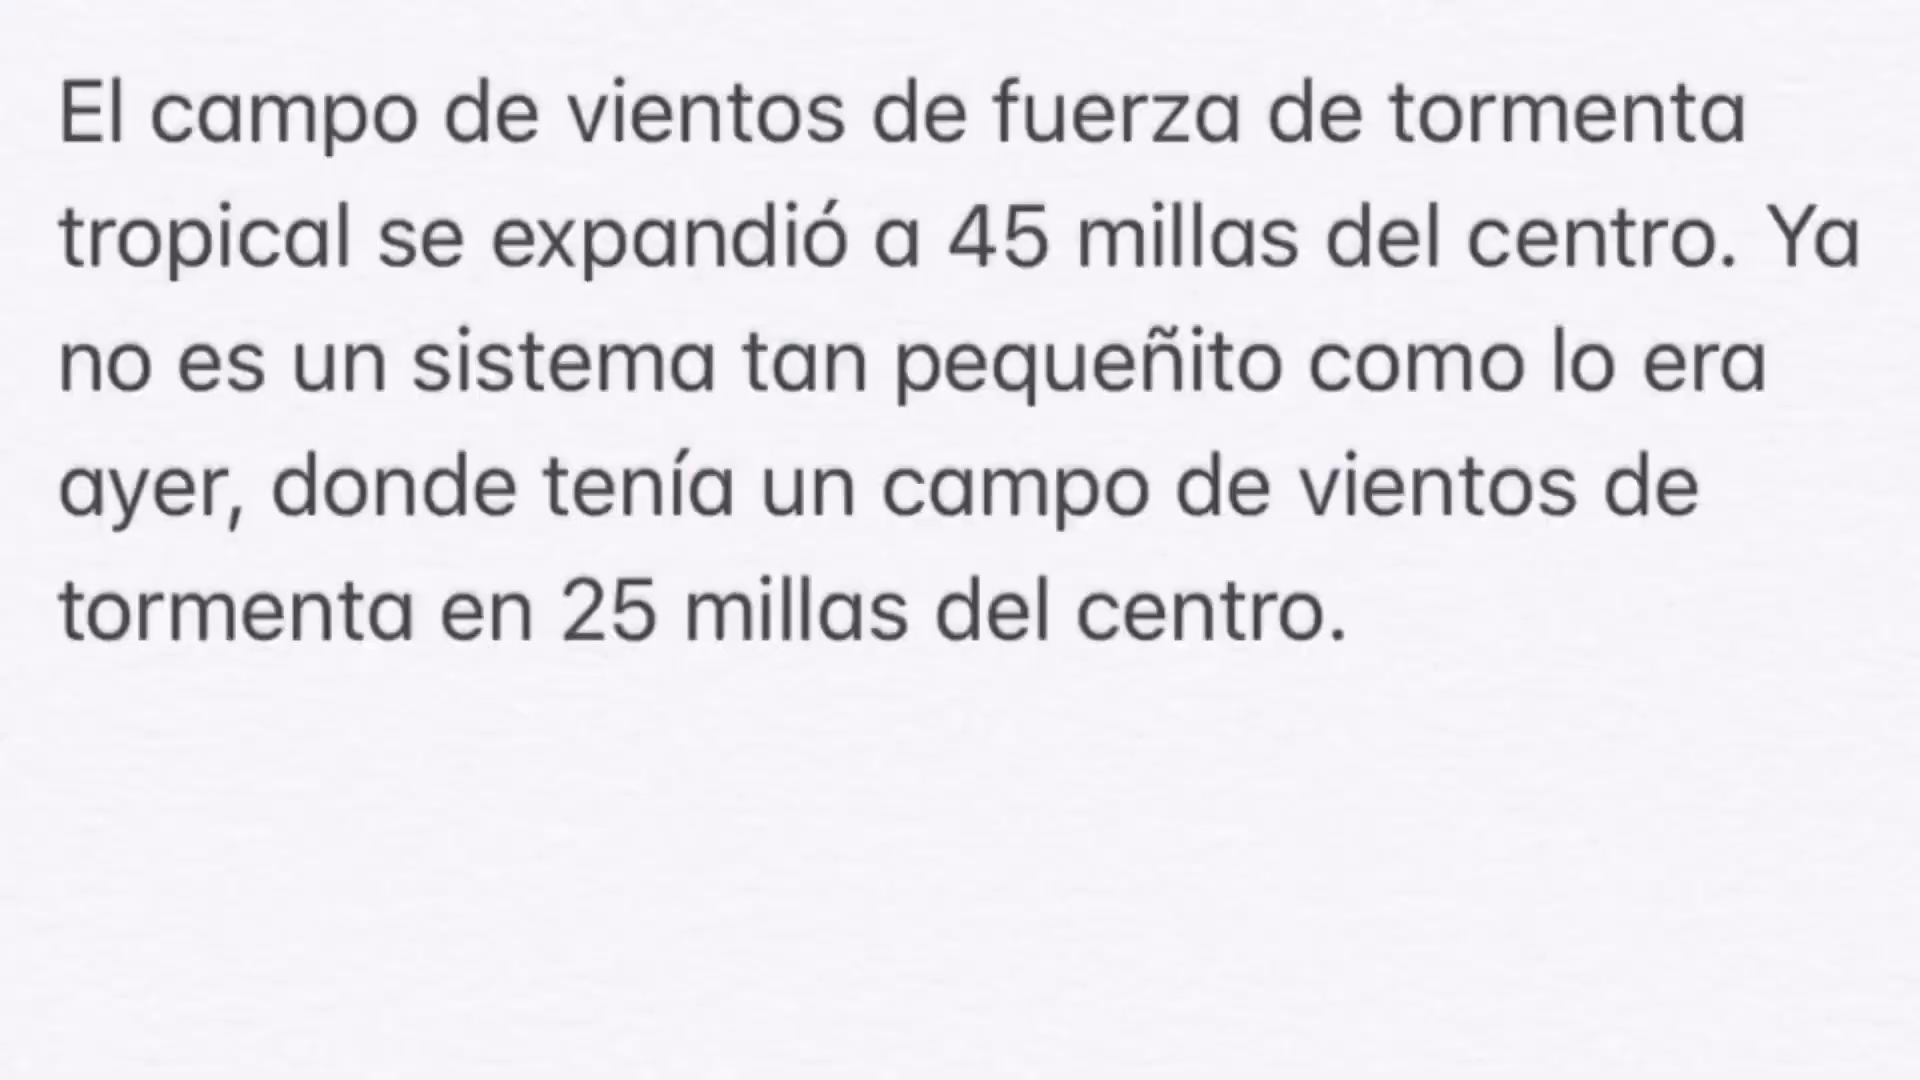 El campo de vientos de fuerza de tormenta
tropical se expandió a 45 millas del centro. Ya
no es un sistema tan pequeñito como lo era
ayer, donde tenía un campo de vientos de
tormenta en 25 millas del centro.